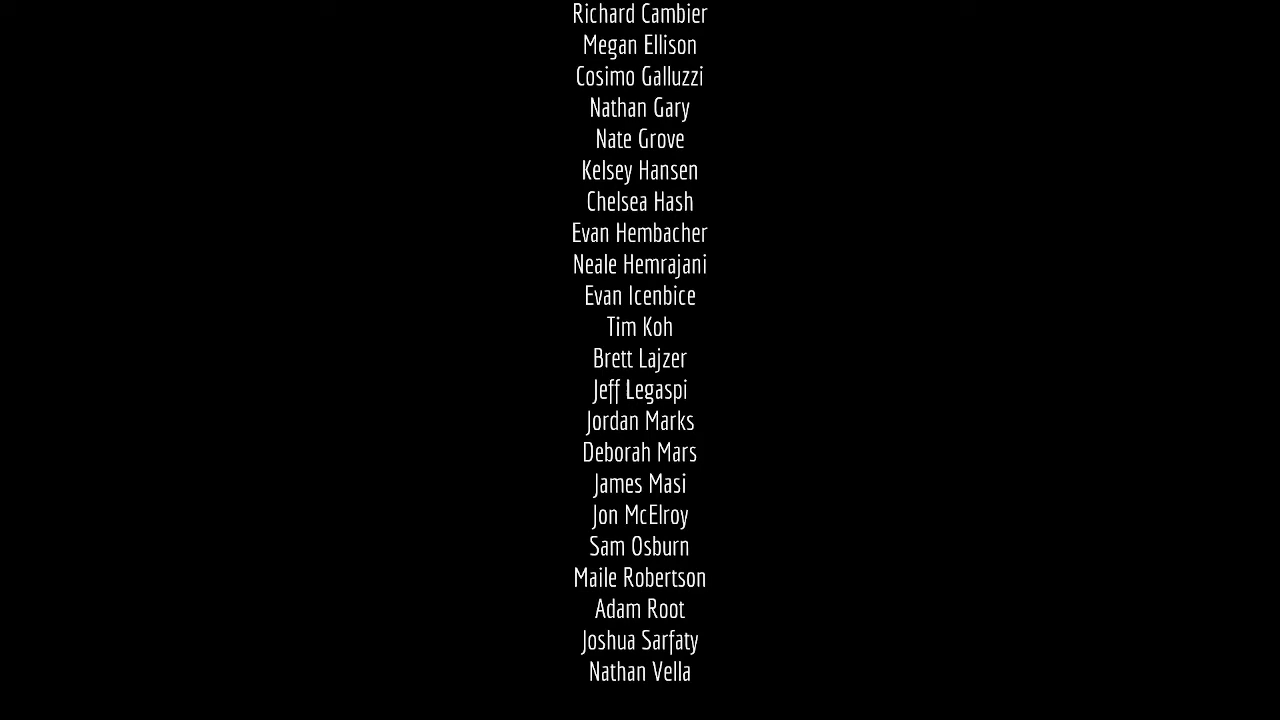 Richard Cambier
Megan Ellison
Cosimo Galluzzi
Nathan Gary
Nate Grove
Kelsey Hansen
Chelsea Hash
Evan Hembacher
Neale Hemrajani
Evan Icenbice
Tim Koh
Brett Lajzer
Jeff Legaspi
Jordan Marks
Deborah Mars
James Masi
Jon McElroy
Sam Osburn
Maile Robertson
Adam Root
Joshua Sarfaty
Nathan Vella